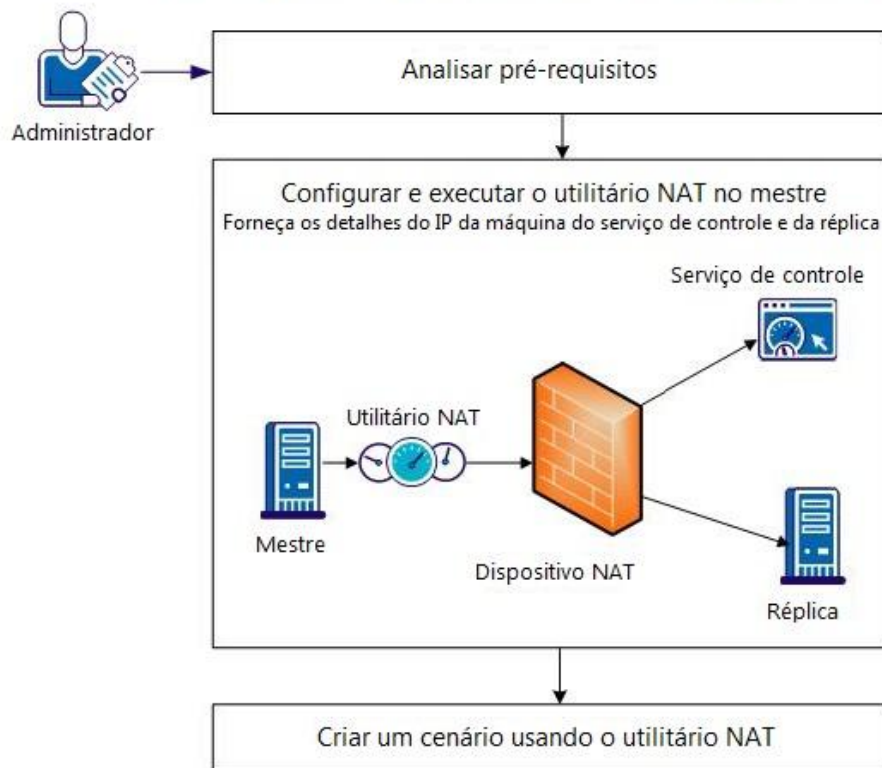 Analisar pré-requisitos
Administrador
Configurar e executar o utilitário NAT no mestre
Forneça os detalhes do IP da máquina do serviço de controle e da réplica
Serviço de controle
Utilitário NAT
Mestre
Dispositivo NAT
Réplica
Criar um cenário usando o utilitário NAT